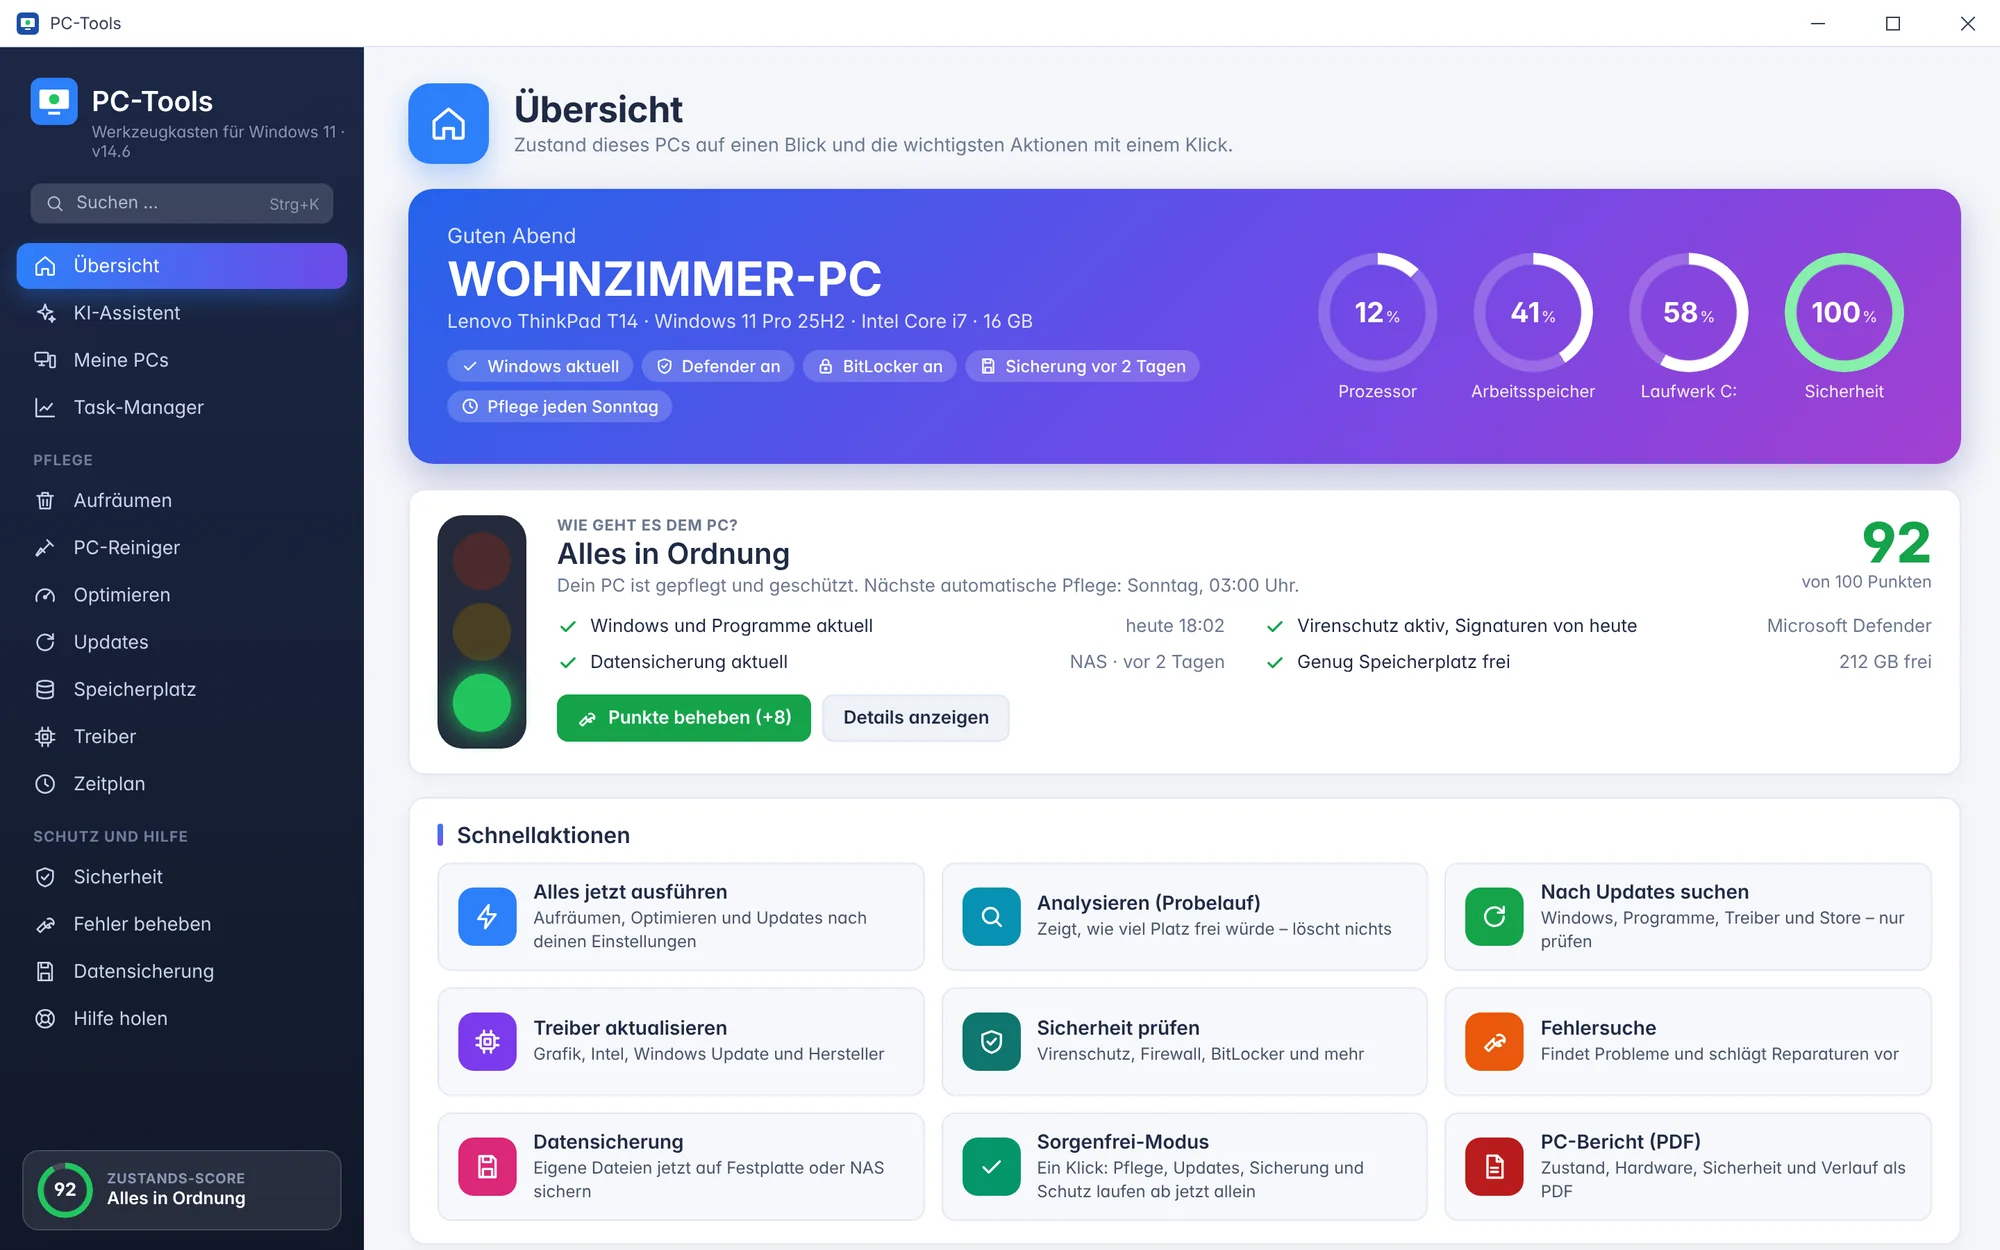 PC-Tools
PC-Tools
Werkzeugkasten für Windows 11 ·
v14.6
Suchen ...
Strg+K
Übersicht
KI-Assistent
Meine PCs
Task-Manager
PFLEGE
Aufräumen
PC-Reiniger
Optimieren
Updates
Speicherplatz
Treiber
Zeitplan
SCHUTZ UND HILFE
Sicherheit
Fehler beheben
Datensicherung
Hilfe holen
92
ZUSTANDS-SCORE
Alles in Ordnung
Übersicht
Zustand dieses PCs auf einen Blick und die wichtigsten Aktionen mit einem Klick.
Guten Abend
WOHNZIMMER-PC
Lenovo ThinkPad T14 · Windows 11 Pro 25H2 · Intel Core i7 · 16 GB
Windows aktuell
Defender an
BitLocker an
Sicherung vor 2 Tagen
Pflege jeden Sonntag
12%
Prozessor
41%
Arbeitsspeicher
58%
Laufwerk C:
100%
Sicherheit
WIE GEHT ES DEM PC?
Alles in Ordnung
Dein PC ist gepflegt und geschützt. Nächste automatische Pflege: Sonntag, 03:00 Uhr.
92
von 100 Punkten
Windows und Programme aktuell
heute 18:02
Virenschutz aktiv, Signaturen von heute
Microsoft Defender
Datensicherung aktuell
NAS · vor 2 Tagen
Genug Speicherplatz frei
212 GB frei
Punkte beheben (+8)
Details anzeigen
Schnellaktionen
Alles jetzt ausführen
Aufräumen, Optimieren und Updates nach
deinen Einstellungen
Analysieren (Probelauf)
Zeigt, wie viel Platz frei würde – löscht nichts
Nach Updates suchen
Windows, Programme, Treiber und Store – nur
prüfen
Treiber aktualisieren
Grafik, Intel, Windows Update und Hersteller
Sicherheit prüfen
Virenschutz, Firewall, BitLocker und mehr
Fehlersuche
Findet Probleme und schlägt Reparaturen vor
Datensicherung
Eigene Dateien jetzt auf Festplatte oder NAS
sichern
Sorgenfrei-Modus
Ein Klick: Pflege, Updates, Sicherung und
Schutz laufen ab jetzt allein
PC-Bericht (PDF)
Zustand, Hardware, Sicherheit und Verlauf als
PDF